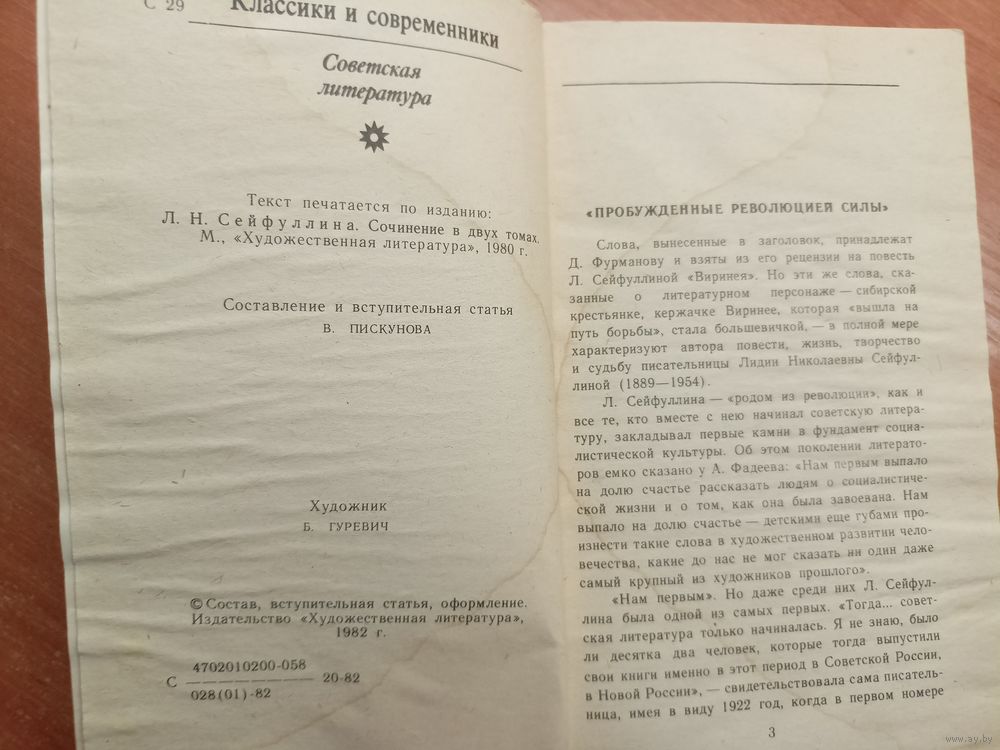 С 29
Классики и современники
Советская
литература
Текст печатается по изданию:
Л. Н. Сейфуллина. Сочинение в двух томах.
М., «Художественная литература», 1980 г.
Составление и вступительная статья
В. ПИСКУНОВА
Художник
Б. ГУРЕВИЧ
© Состав, вступительная статья, оформление.
Издательство «Художественная литература»,
1982 г.
4702010200-058
С ———————— 20-82
028(01)-82
«ПРОБУЖДЕННЫЕ РЕВОЛЮЦИЕЙ СИЛЫ»
Слова, вынесенные в заголовок, принадлежат
Д. Фурманову и взяты из его рецензии на повесть
Л. Сейфуллиной «Виринея». Но эти же слова, ска-
занные о литературном персонаже — сибирской
крестьянке, кержачке Виринее, которая «вышла на
путь борьбы», стала большевичкой, — в полной мере
характеризуют автора повести, жизнь, творчество
и судьбу писательницы Лидии Николаевны Сейфул-
линой (1889—1954).
Л. Сейфуллина — «родом из революции», как и
все те, кто вместе с нею начинал советскую литера-
туру, закладывал первые камни в фундамент социа-
листической культуры. Об этом поколении литерато-
ров емко сказано у А. Фадеева: «Нам первым выпало
на долю счастье рассказать людям о социалистиче-
ской жизни и о том, как она была завоевана. Нам
выпало на долю счастье — детскими еще губами про-
изнести такие слова в художественном развитии чело-
вечества, какие до нас не мог сказать ни один даже
самый крупный из художников прошлого».
«Нам первым». Но даже среди них Л. Сейфул-
лина была одной из самых первых. «Тогда... совет-
ская литература только начиналась. Я не знаю, было
ли десятка два человек, которые тогда выпустили
свои книги именно в этот период в Советской России,
в Новой России», — свидетельствовала сама писатель-
ница, имея в виду 1922 год, когда в первом номере
3
www.ay.by